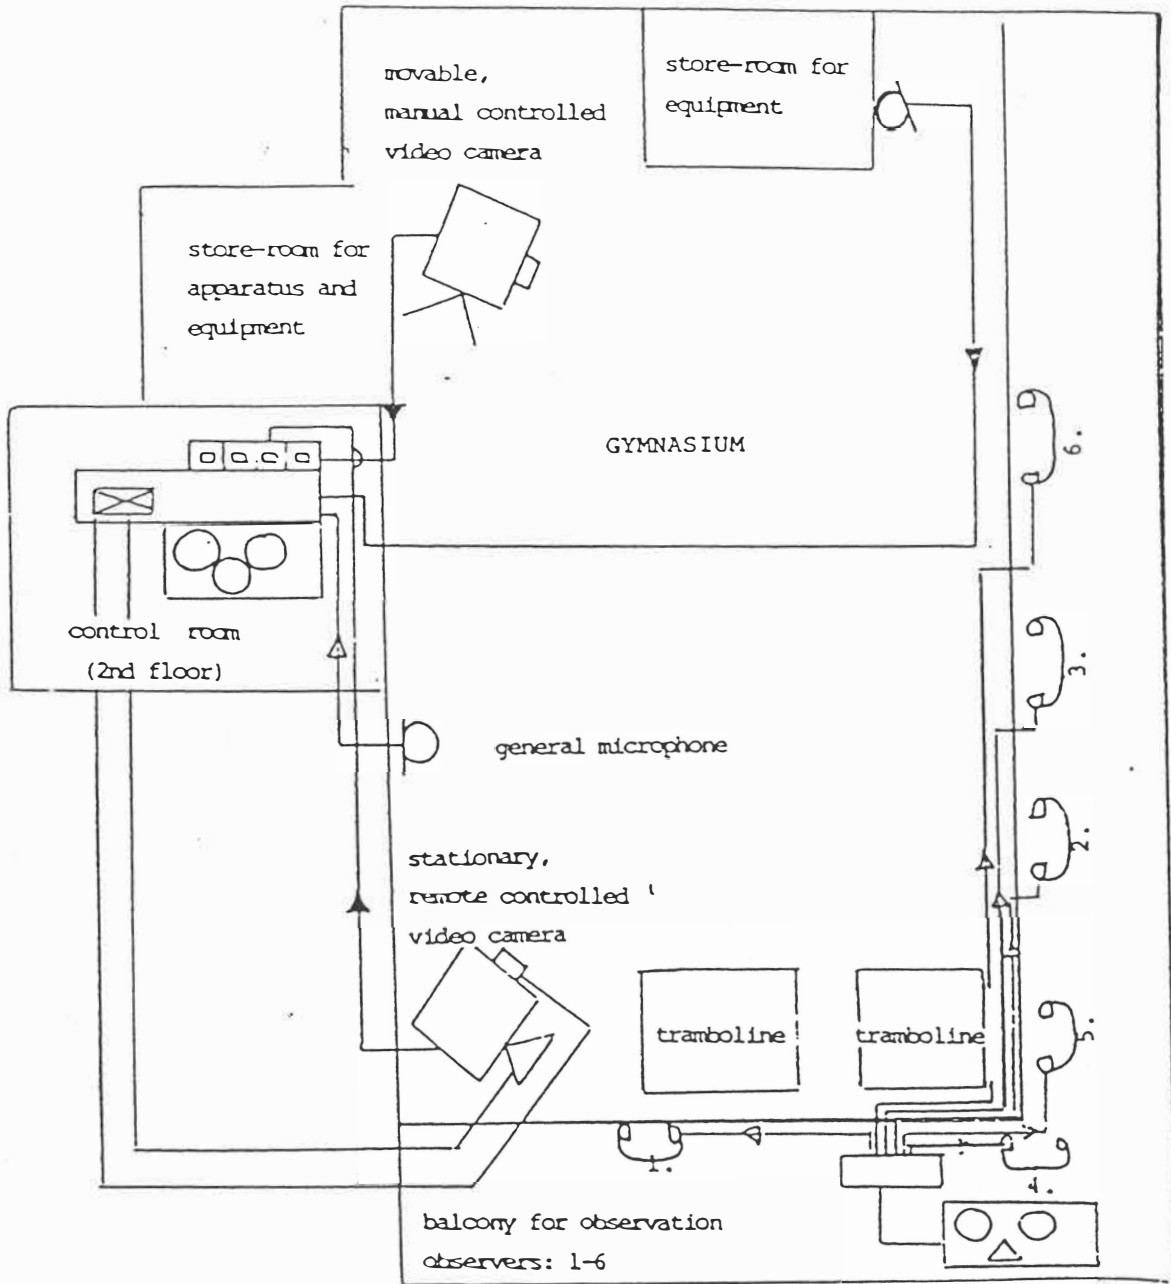 movable,
manual controlled
video camera
store-room for
equipment
store-room for
apparatus and
equipment
GYMNASIUM
6.
control room
(2nd floor)
3.
general microphone
2.
stationary,
remote controlled
video camera
tramboline
tramboline
5.
1.
4.
balcony for observation
observers: 1-6